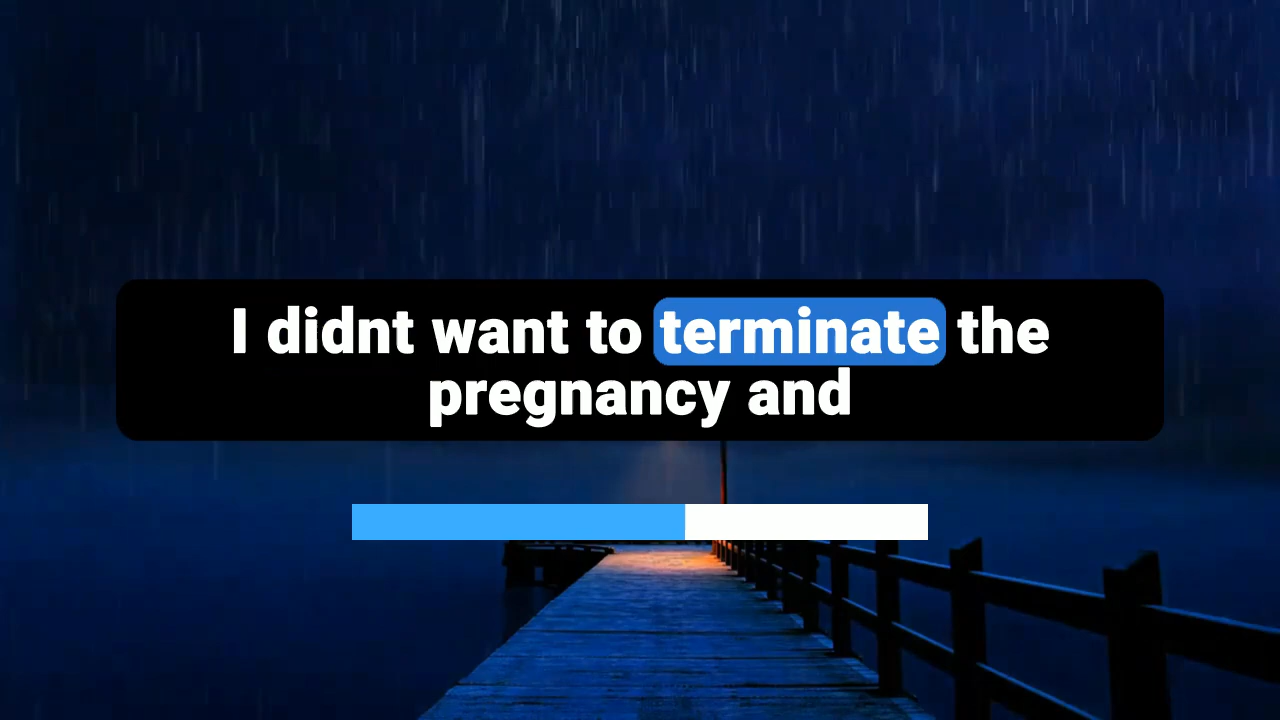 I didnt want to terminate the
pregnancy and